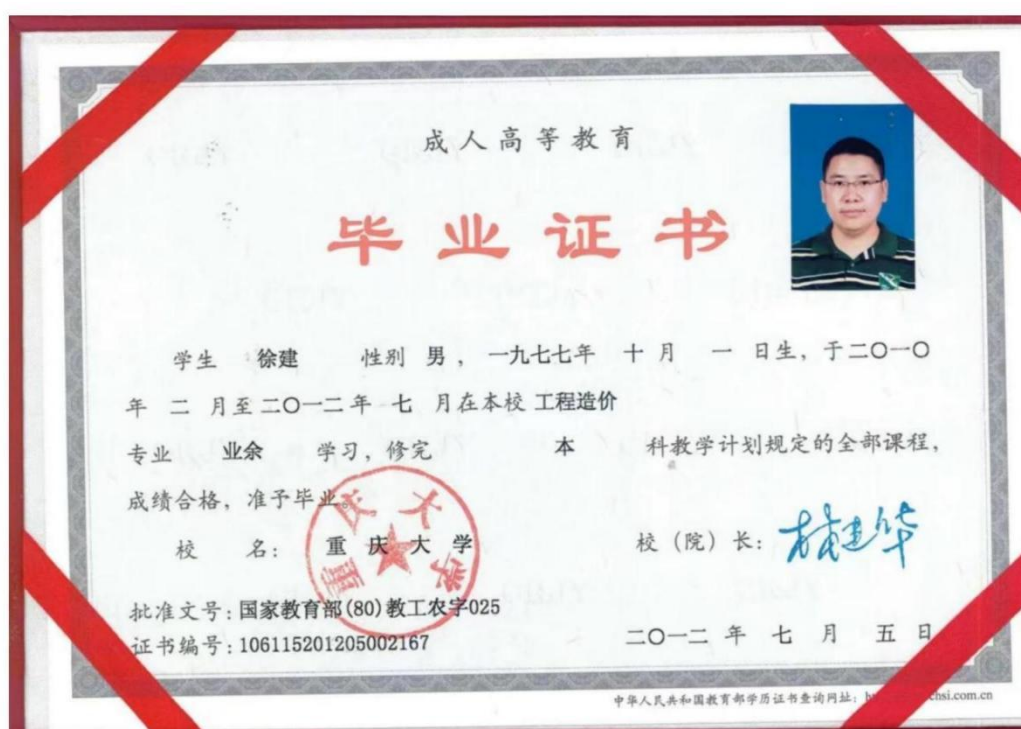 成人高等教育
毕业证书
学生 徐建 性别 男 ， 一九七七年 十 月 一 日生，于二〇一〇
年 二 月至二〇一二年 七 月在本校 工程造价
专业 业余 学习，修完 本 科教学计划规定的全部课程，
成绩合格，准予毕业。
重庆大学
校 名： 重庆大学 校（院）长：
批准文号：国家教育部(80)教工农字025
证书编号：106115201205002167 二〇一二 年 七 月 五 日
中华人民共和国教育部学历证书查询网址： chsi.com.cn